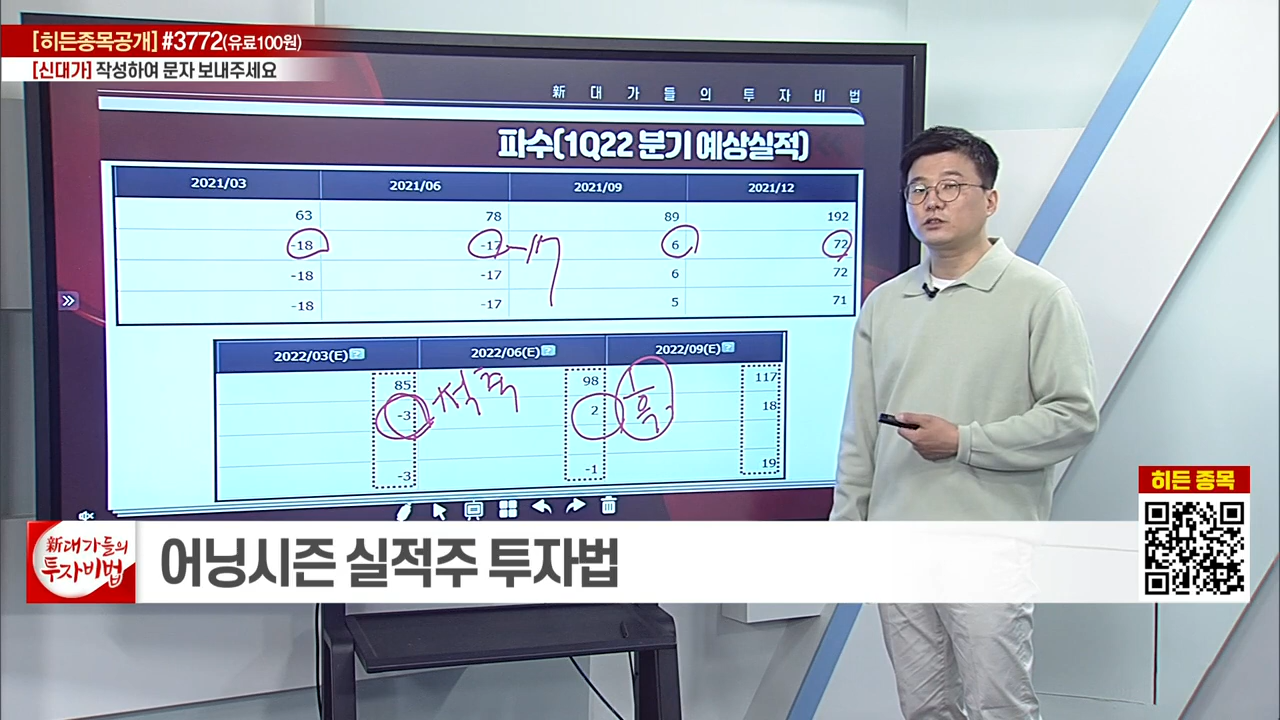 [히든종목공개] #3772(유료100원)
[신대가] 작성하여 문자 보내주세요
新 대 가 들 의 투 자 비 법
파수(1Q22 분기 예상실적)
2021/03 2021/06 2021/09 2021/12
63 78 89 192
-18 -17 6 72
-18 -17 6 72
-18 -17 5 71
2022/03(E) 2022/06(E) 2022/09(E)
85 98 117
-3 2 18
-3 -1 19
적자
흑
히든 종목
新대가들의
투자비법
어닝시즌 실적주 투자법